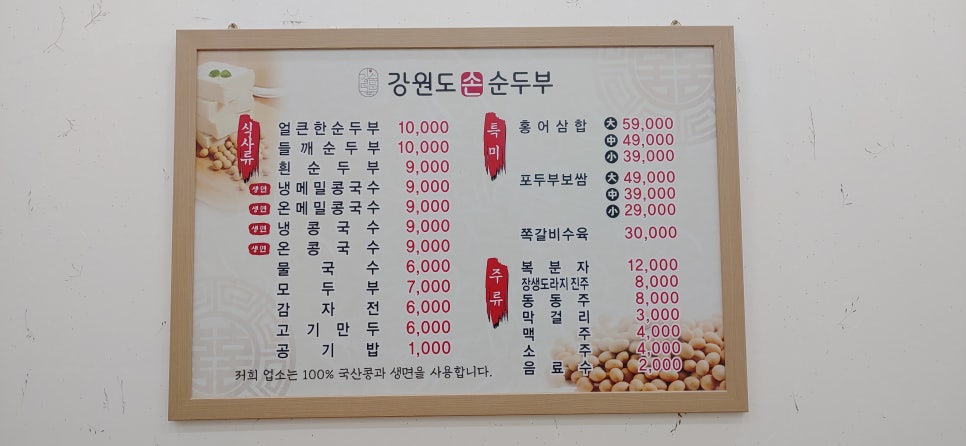 강원도 손 순두부
식사류
얼큰한순두부 10,000
들깨순두부 10,000
흰순두부 9,000
생면 냉메밀콩국수 9,000
생면 온메밀콩국수 9,000
생면 냉콩국수 9,000
생면 온콩국수 9,000
물국수 6,000
모두부 7,000
감자전 6,000
고기만두 6,000
공기밥 1,000
특미
홍어삼합 大 59,000
中 49,000
小 39,000
포두부보쌈 大 49,000
中 39,000
小 29,000
쪽갈비수육 30,000
주류
복분자 12,000
장생도라지진주 8,000
동동주 8,000
막걸리 3,000
맥주 4,000
소주 4,000
음료수 2,000
저희 업소는 100% 국산콩과 생면을 사용합니다.